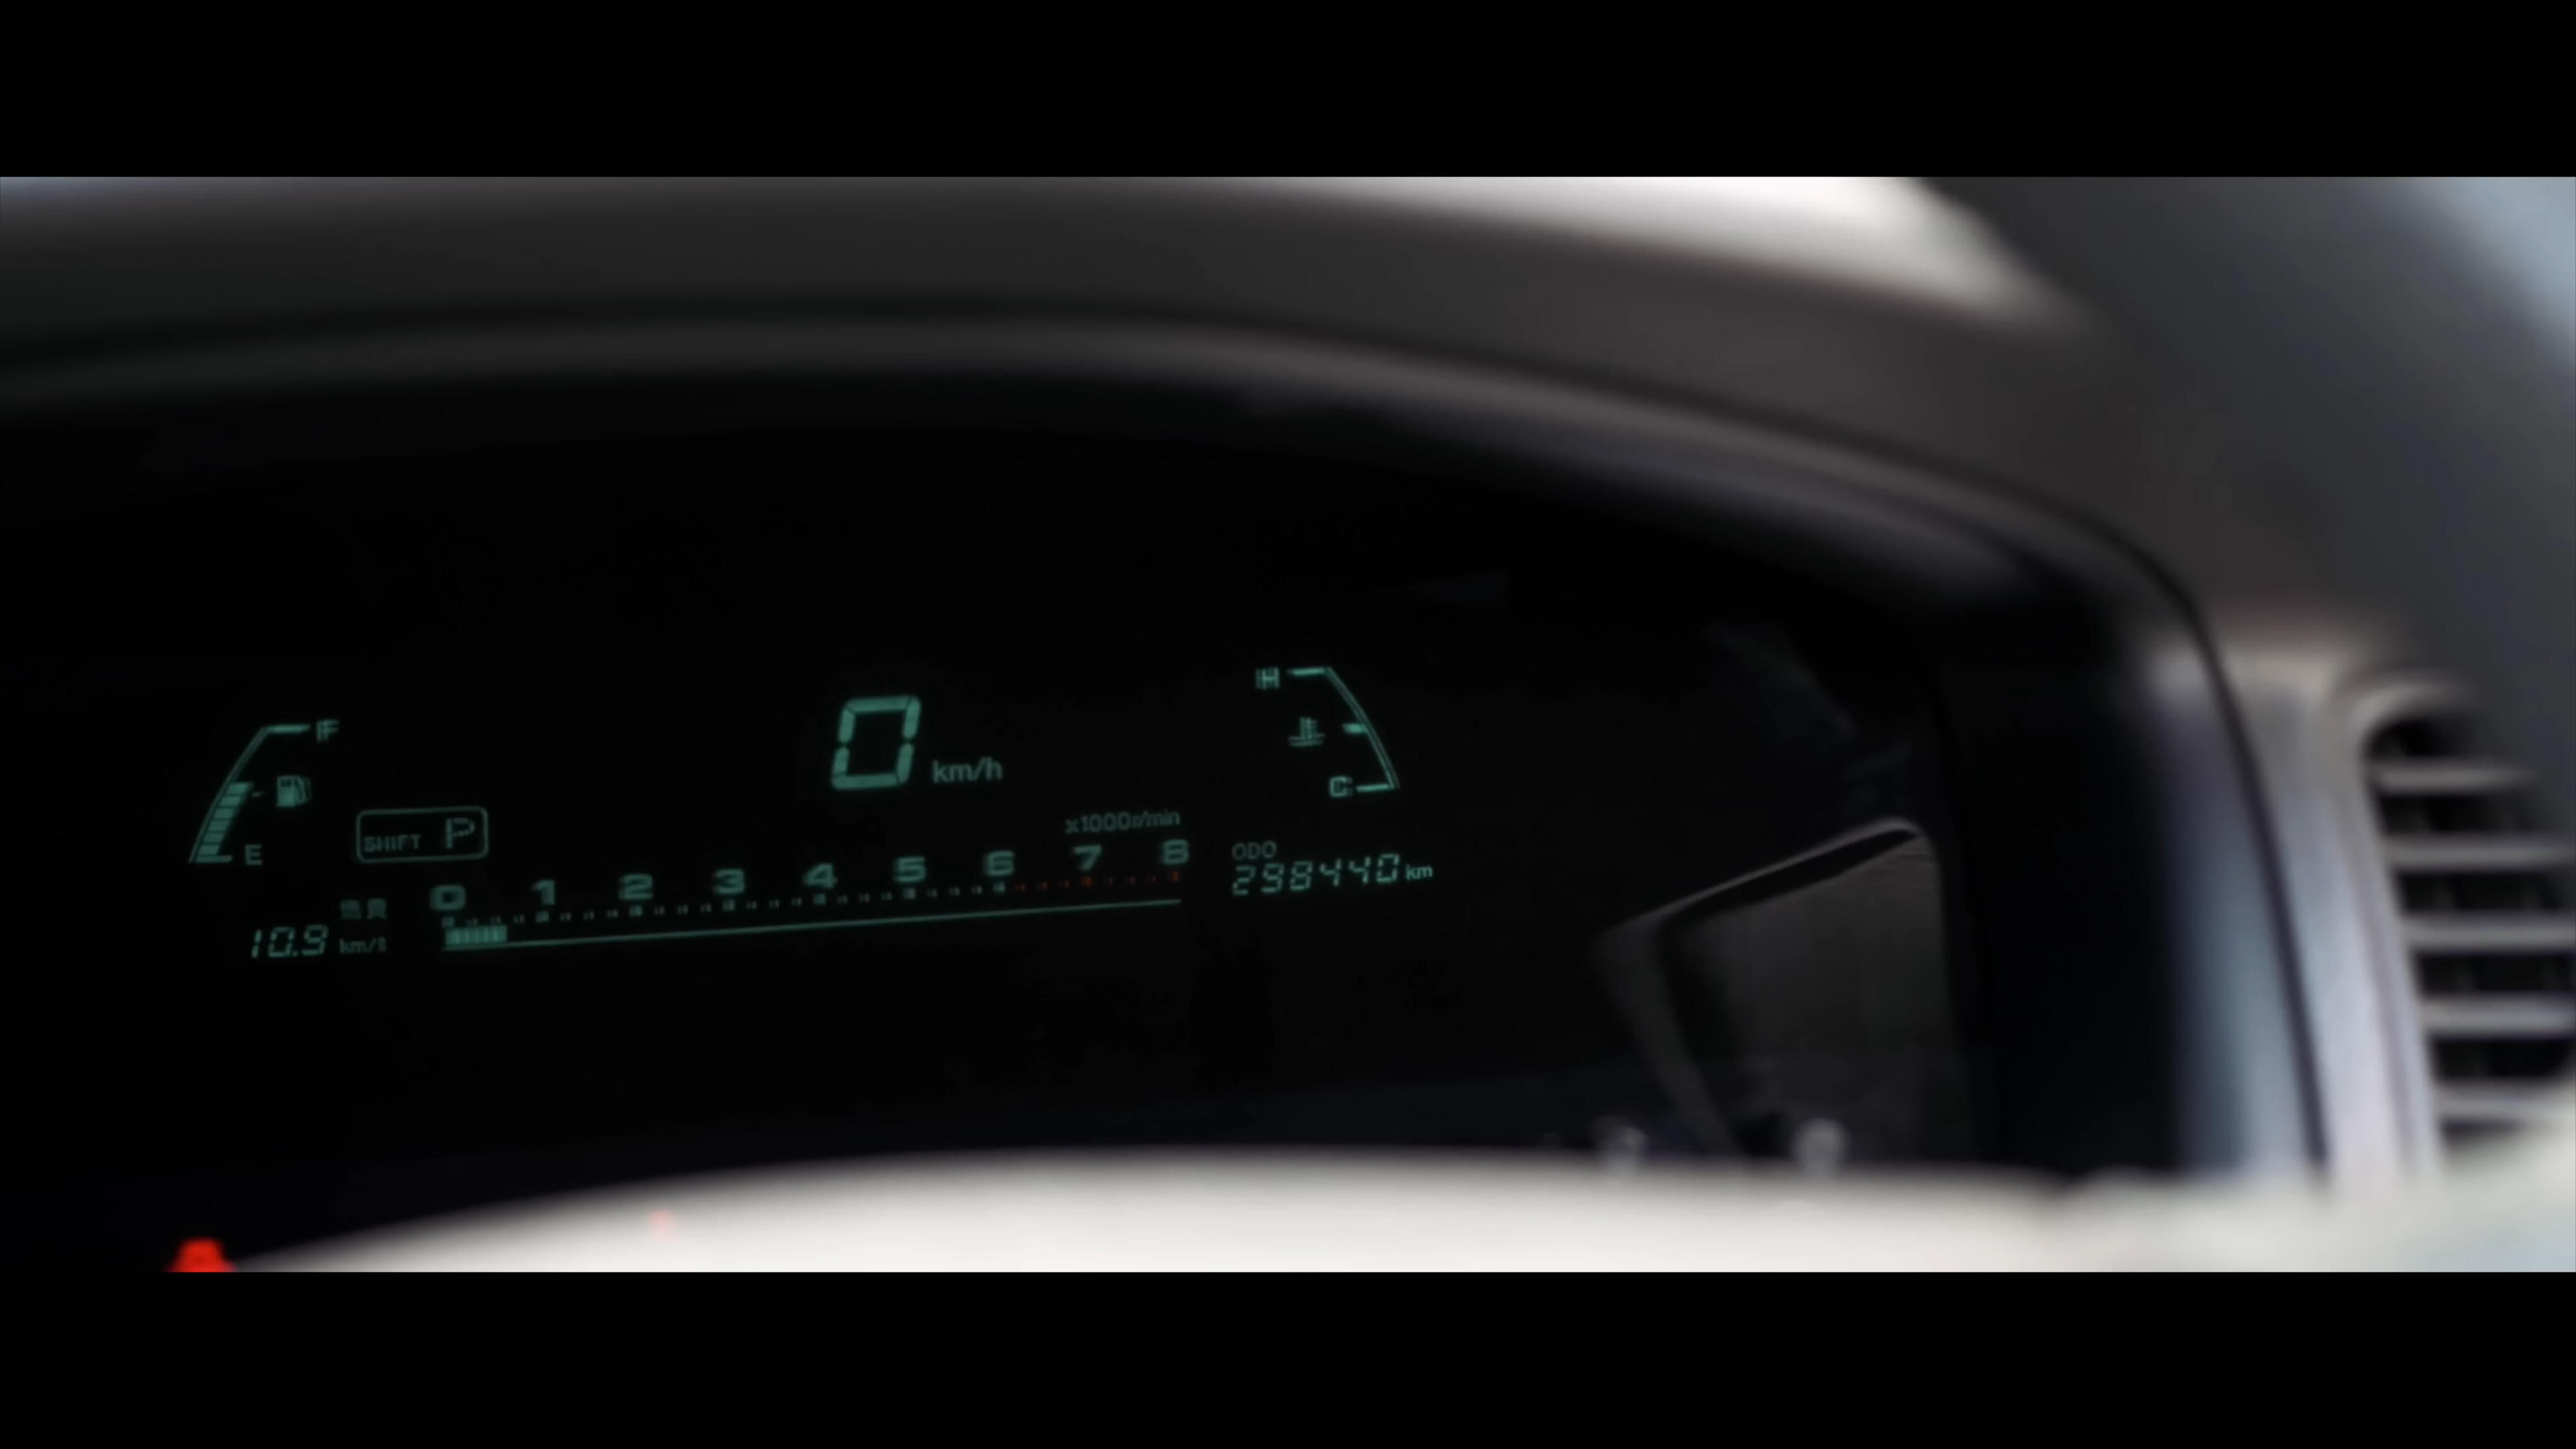 F
H
0 km/h
C
SHIFT P
E
x1000r/min
0 1 2 3 4 5 6 7 8
ODO
298440 km
燃費
10.9 km/ℓ